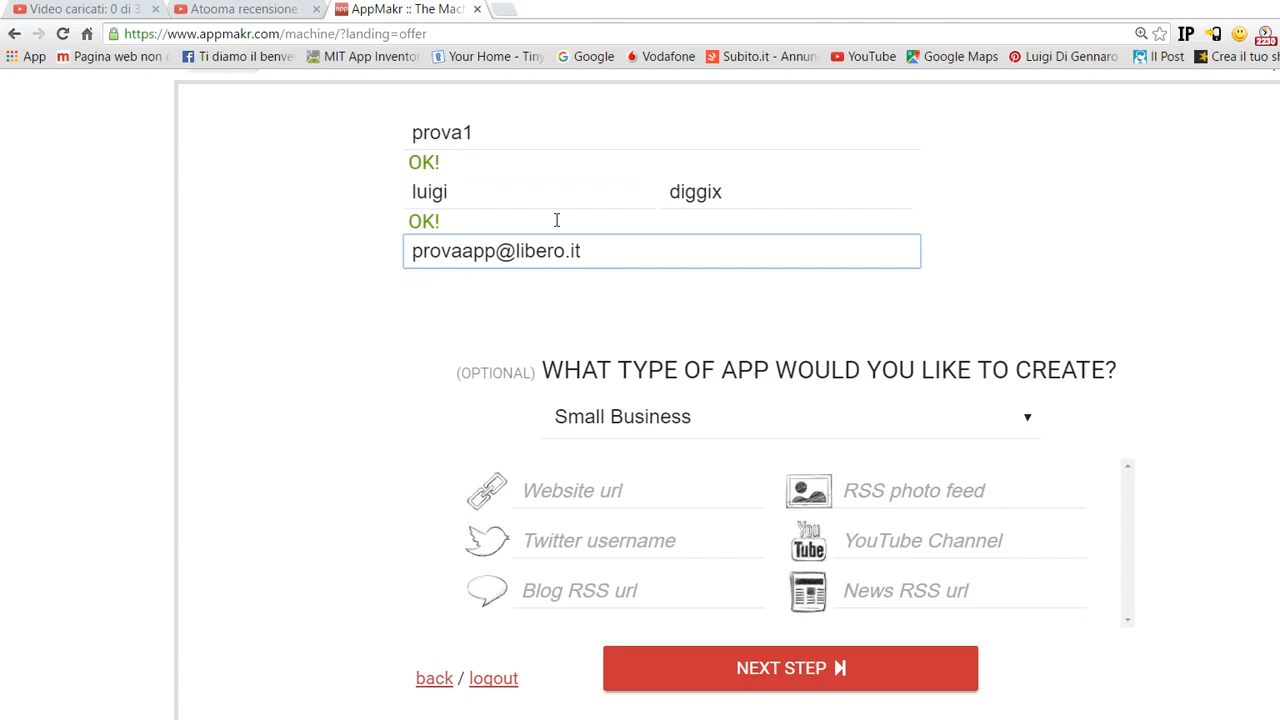 Video caricati: 0 di 3
Atooma recensione
AppMakr :: The Mac
https://www.appmakr.com/machine/?landing=offer
IP
2230
App
Pagina web non
Ti diamo il benve
MIT App Inventor
Your Home - Tiny
Google
Vodafone
Subito.it - Annun
YouTube
Google Maps
Luigi Di Gennaro
Il Post
Crea il tuo s
prova1
OK!
luigi
diggix
OK!
provaapp@libero.it
(OPTIONAL) WHAT TYPE OF APP WOULD YOU LIKE TO CREATE?
Small Business
Website url
RSS photo feed
Twitter username
You Tube
YouTube Channel
Blog RSS url
News RSS url
back / logout
NEXT STEP